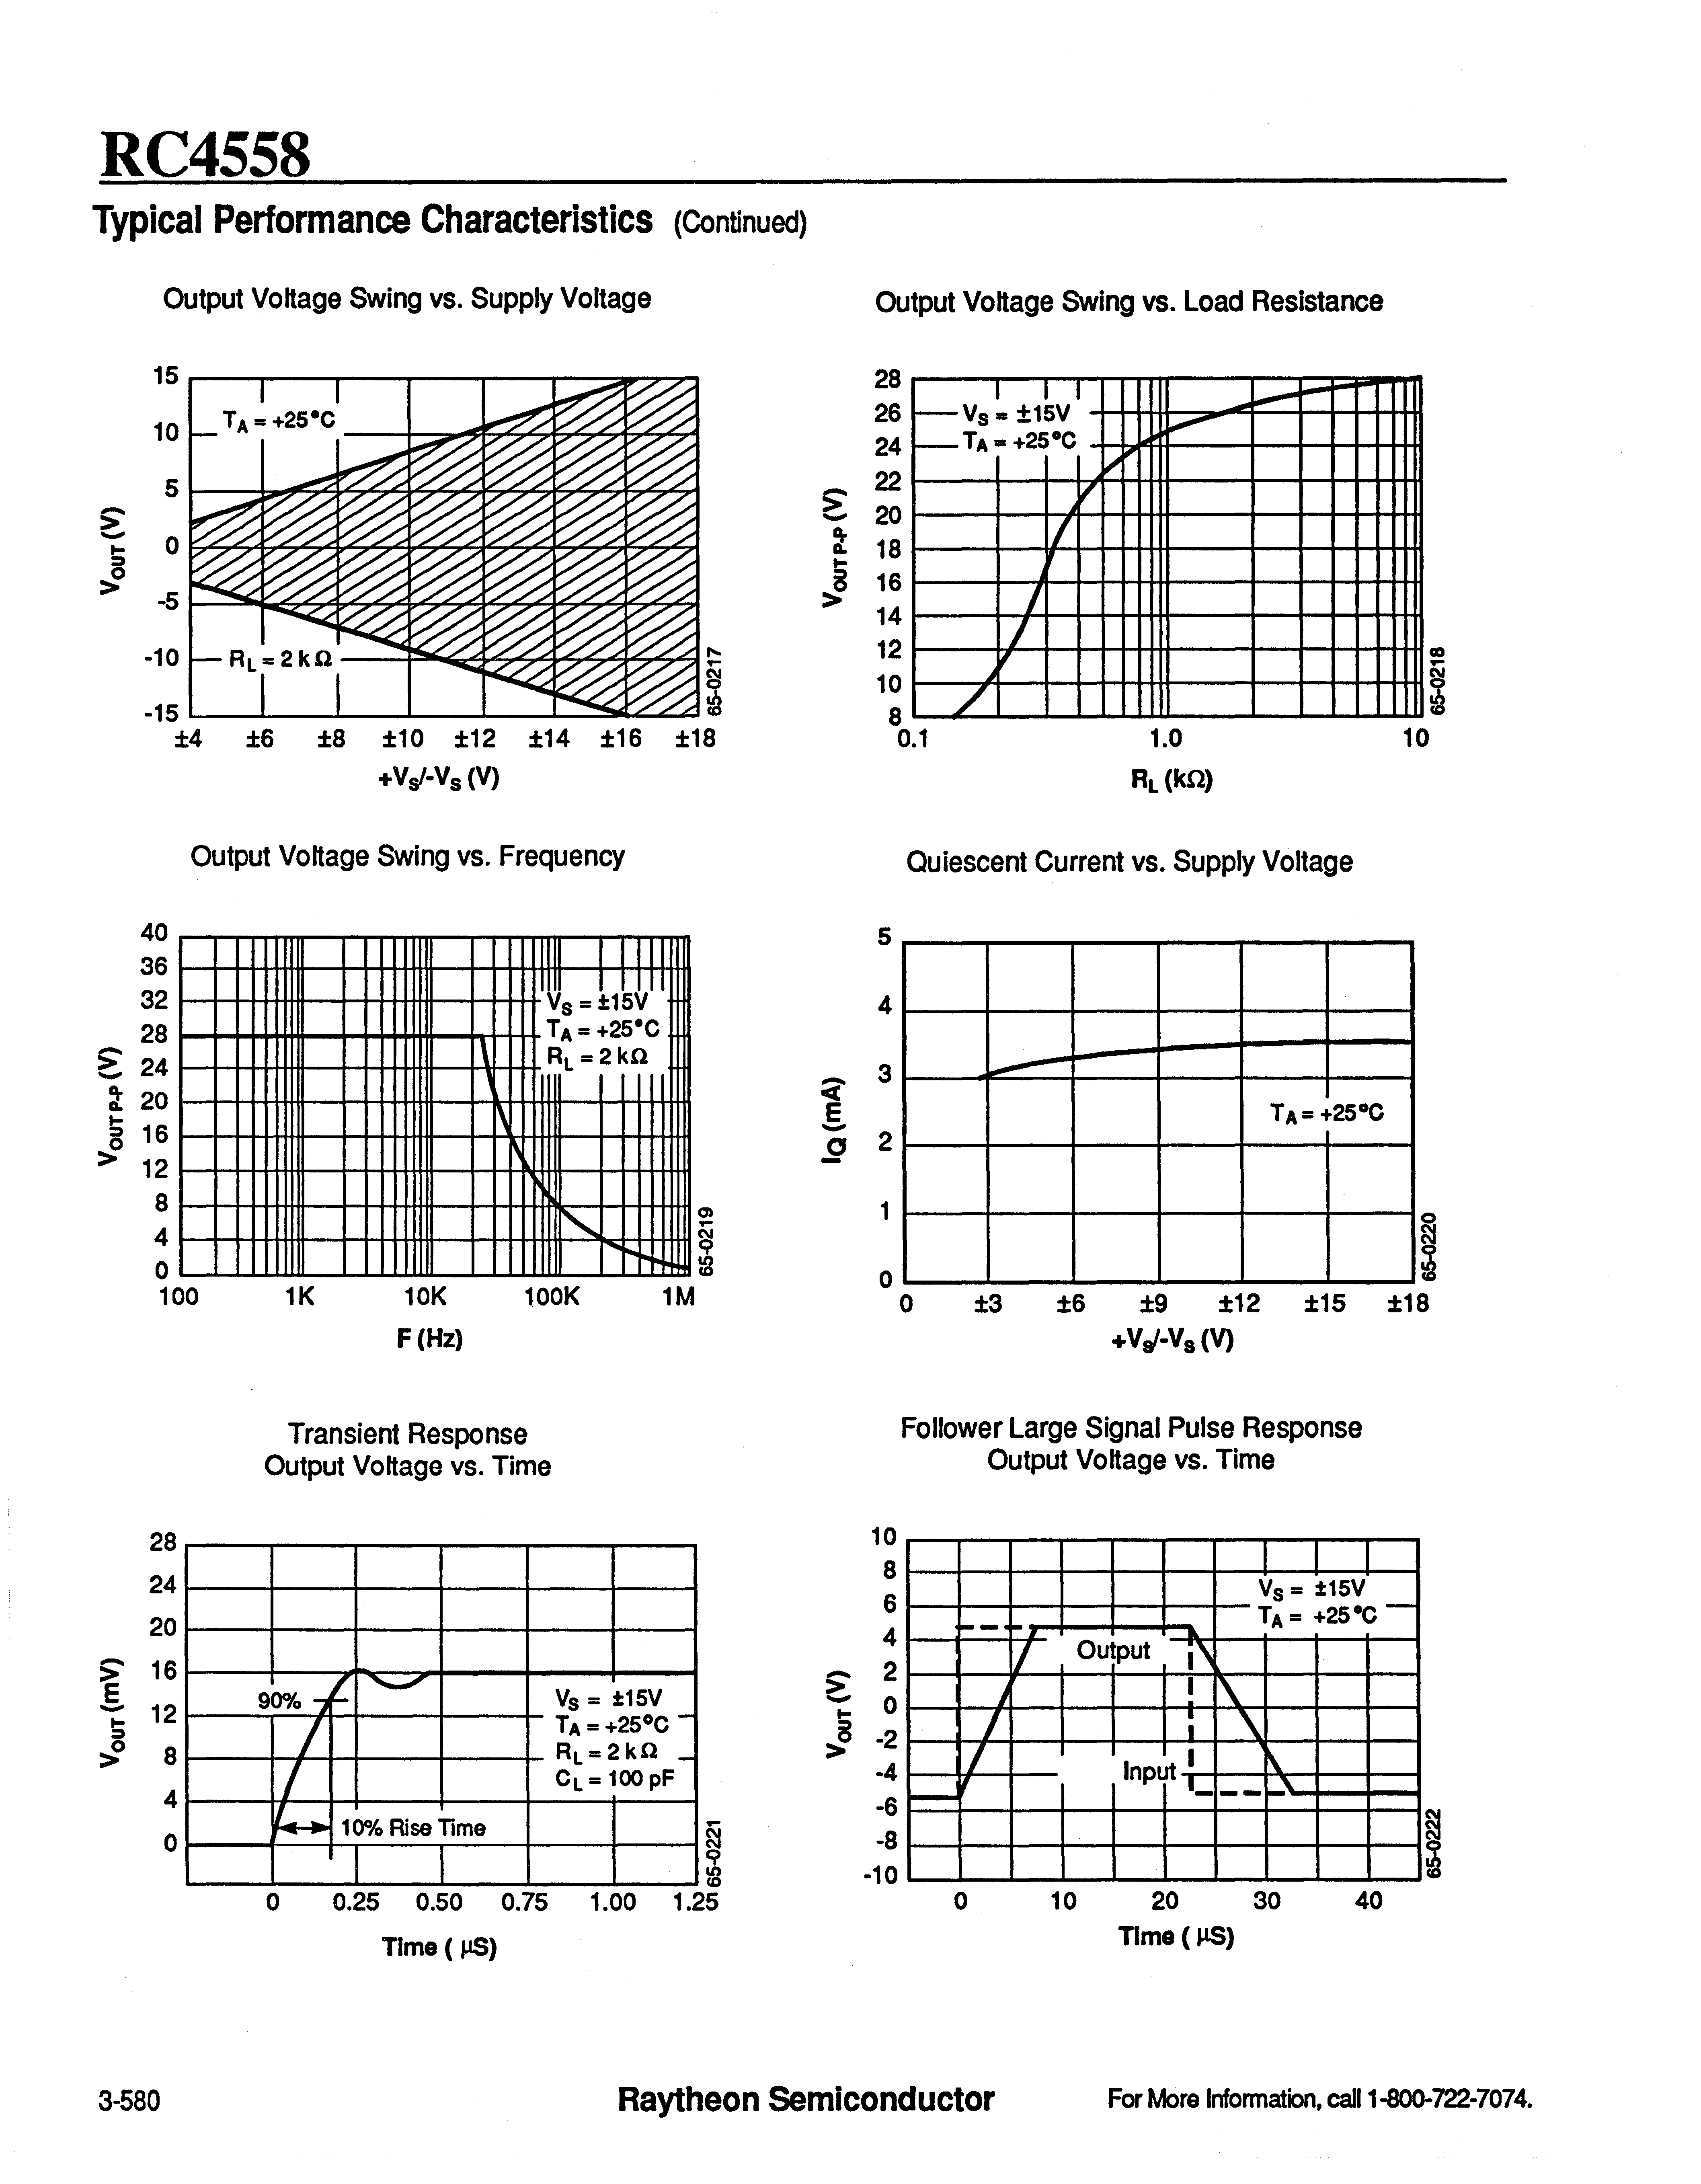 RC4558
Typical Performance Characteristics (Continued)
Output Voltage Swing vs. Supply Voltage
15
10
5
0
-5
-10
-15
VOUT (V)
TA = +25°C
RL = 2 kΩ
±4 ±6 ±8 ±10 ±12 ±14 ±16 ±18
+VS/-VS (V)
65-0217
Output Voltage Swing vs. Load Resistance
28
26
24
22
20
18
16
14
12
10
8
VOUT P-P (V)
VS = ±15V
TA = +25°C
0.1 1.0 10
RL (kΩ)
65-0218
Output Voltage Swing vs. Frequency
40
36
32
28
24
20
16
12
8
4
0
VOUT P-P (V)
VS = ±15V
TA = +25°C
RL = 2 kΩ
100 1K 10K 100K 1M
F (Hz)
65-0219
Quiescent Current vs. Supply Voltage
5
4
3
2
1
0
IQ (mA)
TA = +25°C
0 ±3 ±6 ±9 ±12 ±15 ±18
+VS/-VS (V)
65-0220
Transient Response
Output Voltage vs. Time
28
24
20
16
12
8
4
0
VOUT (mV)
90%
VS = ±15V
TA = +25°C
RL = 2 kΩ
CL = 100 pF
10% Rise Time
0 0.25 0.50 0.75 1.00 1.25
Time ( µS)
65-0221
Follower Large Signal Pulse Response
Output Voltage vs. Time
10
8
6
4
2
0
-2
-4
-6
-8
-10
VOUT (V)
VS = ±15V
TA = +25°C
Output
Input
0 10 20 30 40
Time ( µS)
65-0222
3-580
Raytheon Semiconductor
For More Information, call 1-800-722-7074.